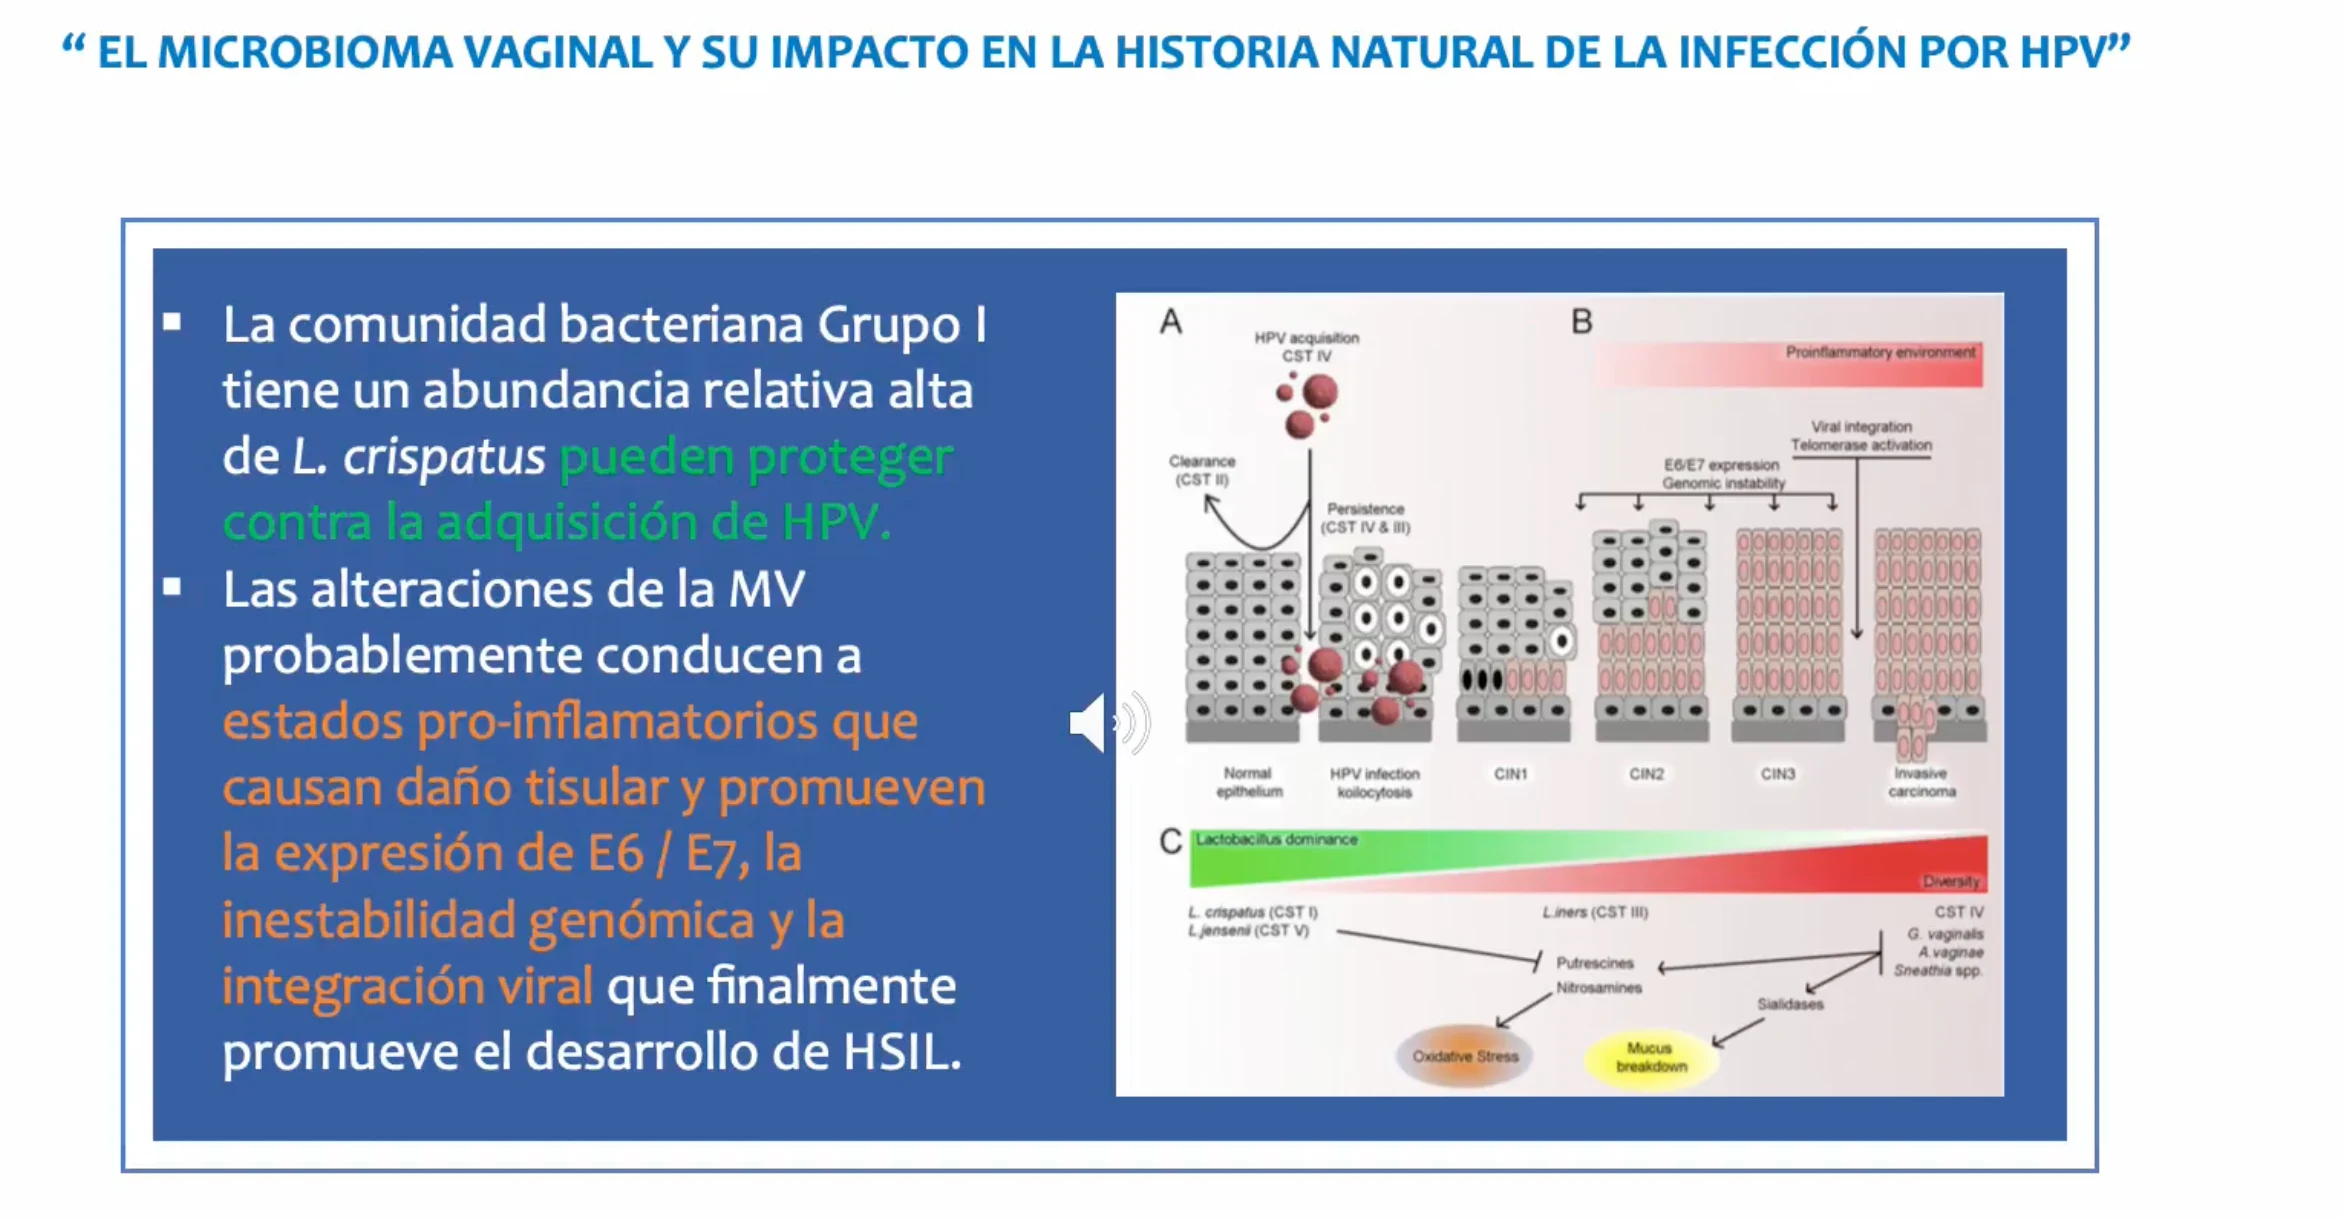 “ EL MICROBIOMA VAGINAL Y SU IMPACTO EN LA HISTORIA NATURAL DE LA INFECCIÓN POR HPV”
▪ La comunidad bacteriana Grupo I
tiene un abundancia relativa alta
de L. crispatus pueden proteger
contra la adquisición de HPV.
▪ Las alteraciones de la MV
probablemente conducen a
estados pro-inflamatorios que
causan daño tisular y promueven
la expresión de E6 / E7, la
inestabilidad genómica y la
integración viral que finalmente
promueve el desarrollo de HSIL.
A
HPV acquisition
CST IV
Clearance
(CST II)
Persistence
(CST IV & III)
B
Proinflammatory environment
Viral integration
Telomerase activation
E6/E7 expression
Genomic instability
Normal
epithelium
HPV infection
koilocytosis
CIN1
CIN2
CIN3
Invasive
carcinoma
C
Lactobacillus dominance
Diversity
L. crispatus (CST I)
L.jensenii (CST V)
L.iners (CST III)
CST IV
G. vaginalis
A.vaginae
Sneathia spp.
Putrescines
Nitrosamines
Sialidases
Oxidative Stress
Mucus
breakdown